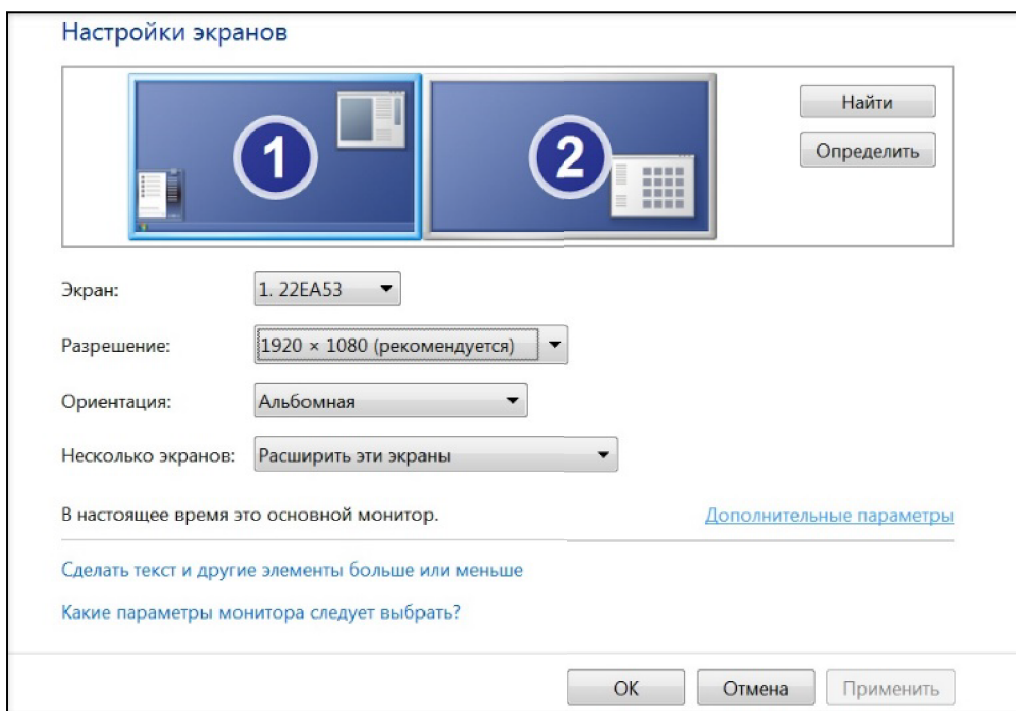 Настройки экранов
1
2
Найти
Определить
Экран: 1. 22EA53
Разрешение: 1920 × 1080 (рекомендуется)
Ориентация: Альбомная
Несколько экранов: Расширить эти экраны
В настоящее время это основной монитор. Дополнительные параметры
Сделать текст и другие элементы больше или меньше
Какие параметры монитора следует выбрать?
ОК Отмена Применить